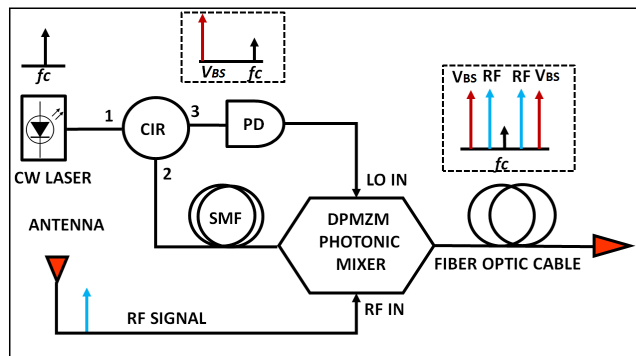 fc
VBS
fc
VBS RF RF VBS
fc
1
CIR
3
PD
2
CW LASER
LO IN
SMF
DPMZM
PHOTONIC
MIXER
ANTENNA
FIBER OPTIC CABLE
RF SIGNAL
RF IN